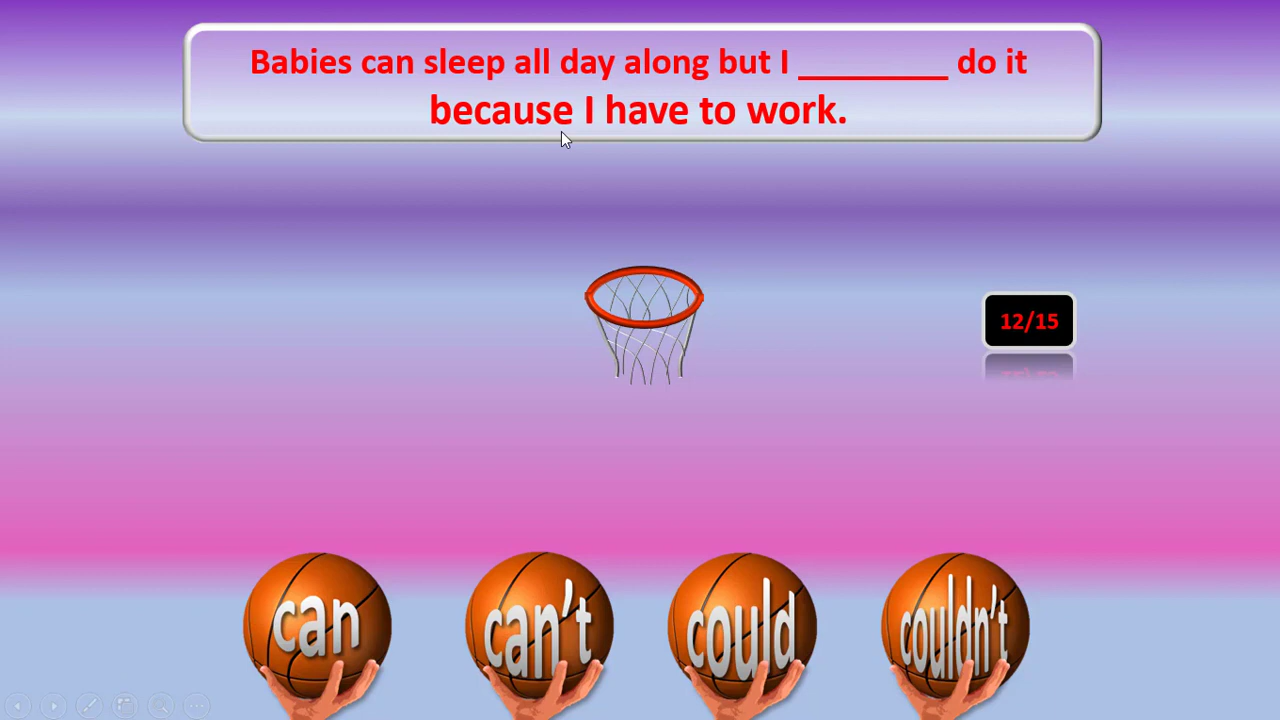 Babies can sleep all day along but I _________ do it
because I have to work.
12/15
can
can't
could
couldn't